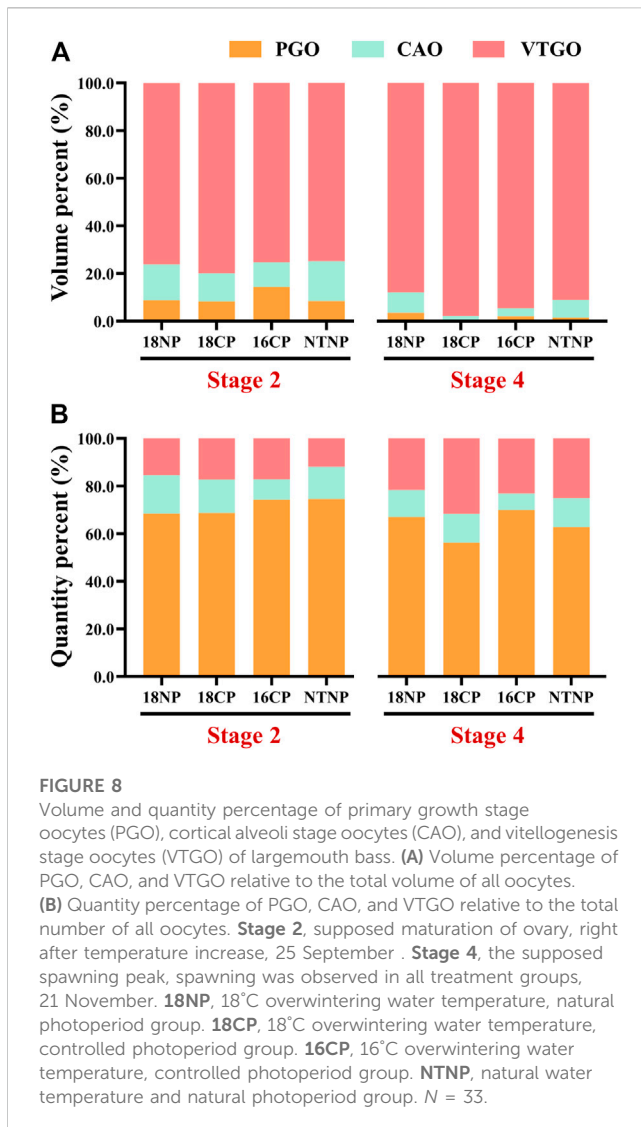 A
PGO CAO VTGO
Volume percent (%)
100.0
80.0
60.0
40.0
20.0
0.0
18NP 18CP 16CP NTNP 18NP 18CP 16CP NTNP
Stage 2 Stage 4
B
Quantity percent (%)
100.0
80.0
60.0
40.0
20.0
0.0
18NP 18CP 16CP NTNP 18NP 18CP 16CP NTNP
Stage 2 Stage 4
FIGURE 8
Volume and quantity percentage of primary growth stage
oocytes (PGO), cortical alveoli stage oocytes (CAO), and vitellogenesis
stage oocytes (VTGO) of largemouth bass. (A) Volume percentage of
PGO, CAO, and VTGO relative to the total volume of all oocytes.
(B) Quantity percentage of PGO, CAO, and VTGO relative to the total
number of all oocytes. Stage 2, supposed maturation of ovary, right
after temperature increase, 25 September . Stage 4, the supposed
spawning peak, spawning was observed in all treatment groups,
21 November. 18NP, 18°C overwintering water temperature, natural
photoperiod group. 18CP, 18°C overwintering water temperature,
controlled photoperiod group. 16CP, 16°C overwintering water
temperature, controlled photoperiod group. NTNP, natural water
temperature and natural photoperiod group. N = 33.